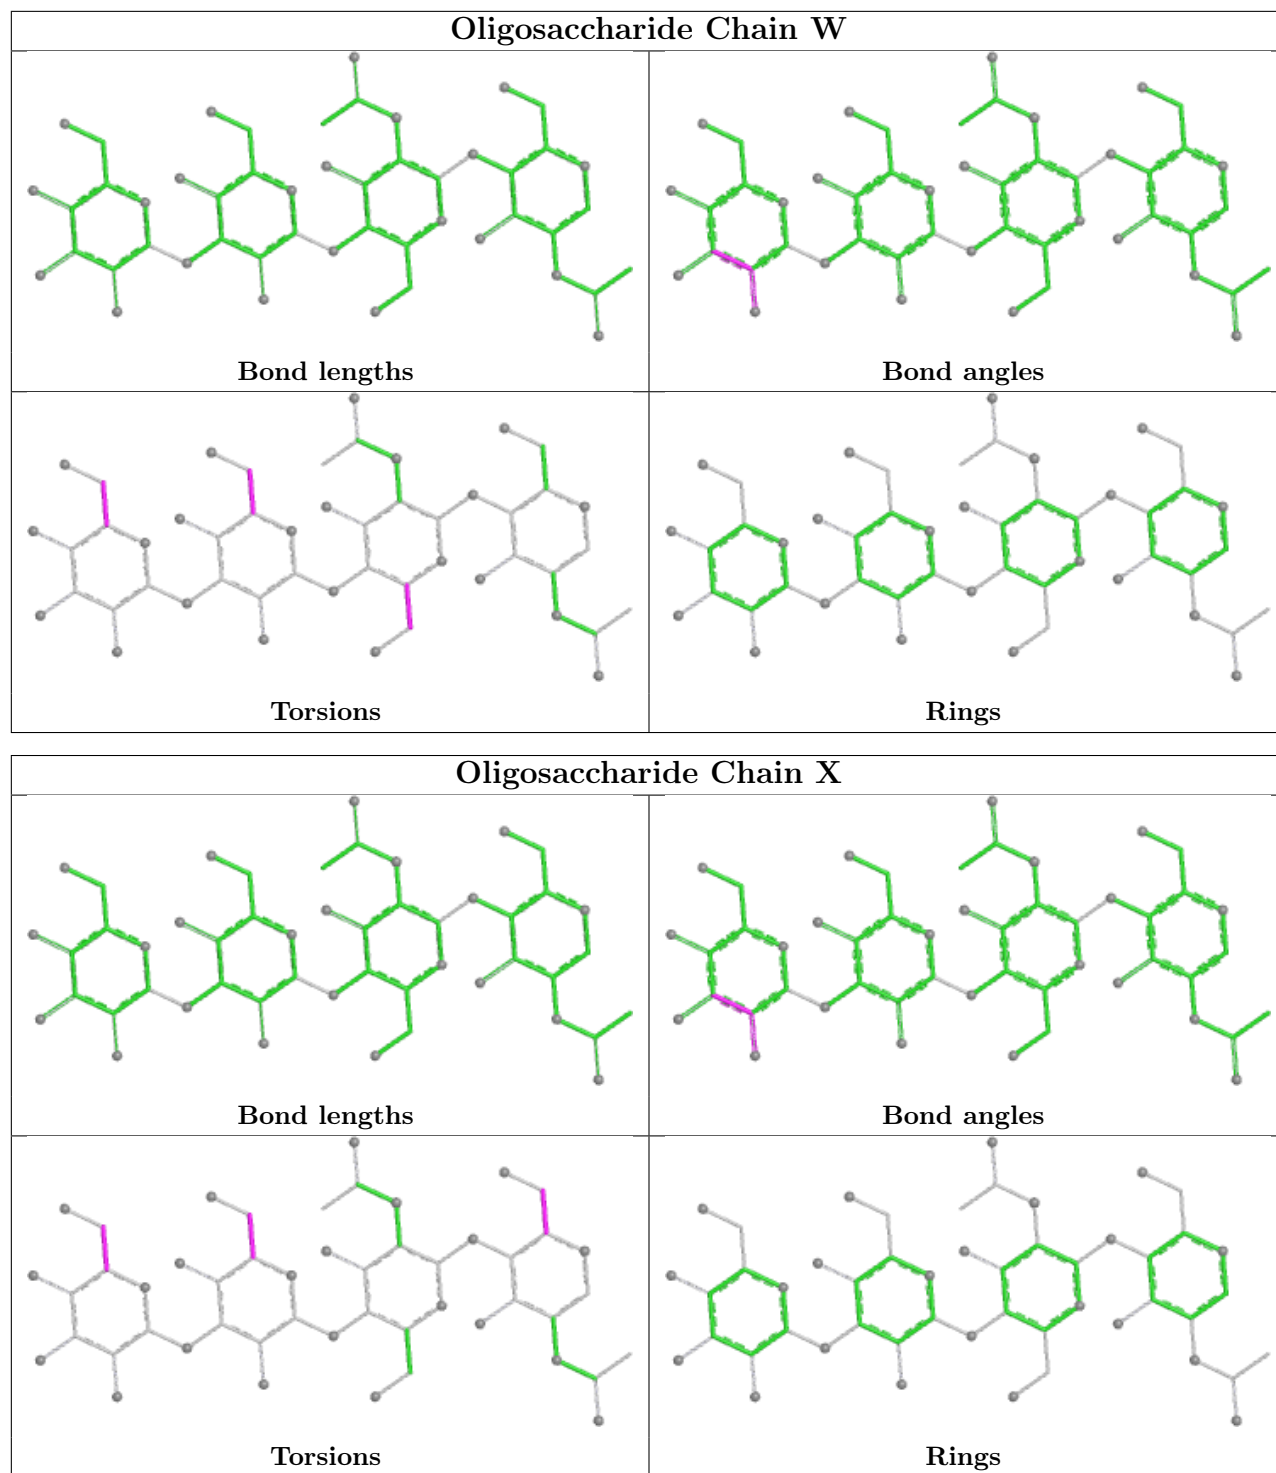 Oligosaccharide Chain W
Bond lengths
Bond angles
Torsions
Rings
Oligosaccharide Chain X
Bond lengths
Bond angles
Torsions
Rings